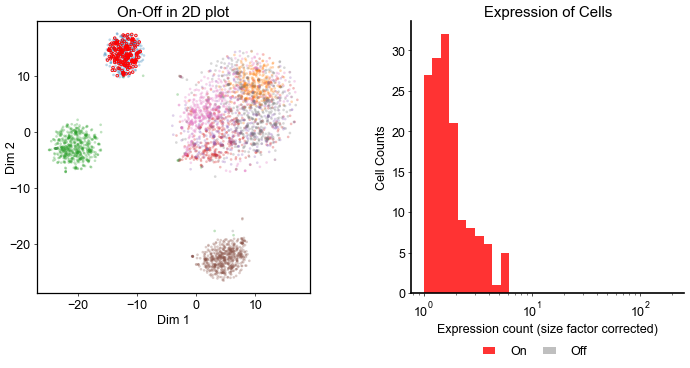 On-Off in 2D plot
10
0
−10
−20
Dim 2
−20
−10
0
10
Dim 1
Expression of Cells
30
25
20
15
10
5
0
Cell Counts
10^0
10^1
10^2
Expression count (size factor corrected)
On
Off